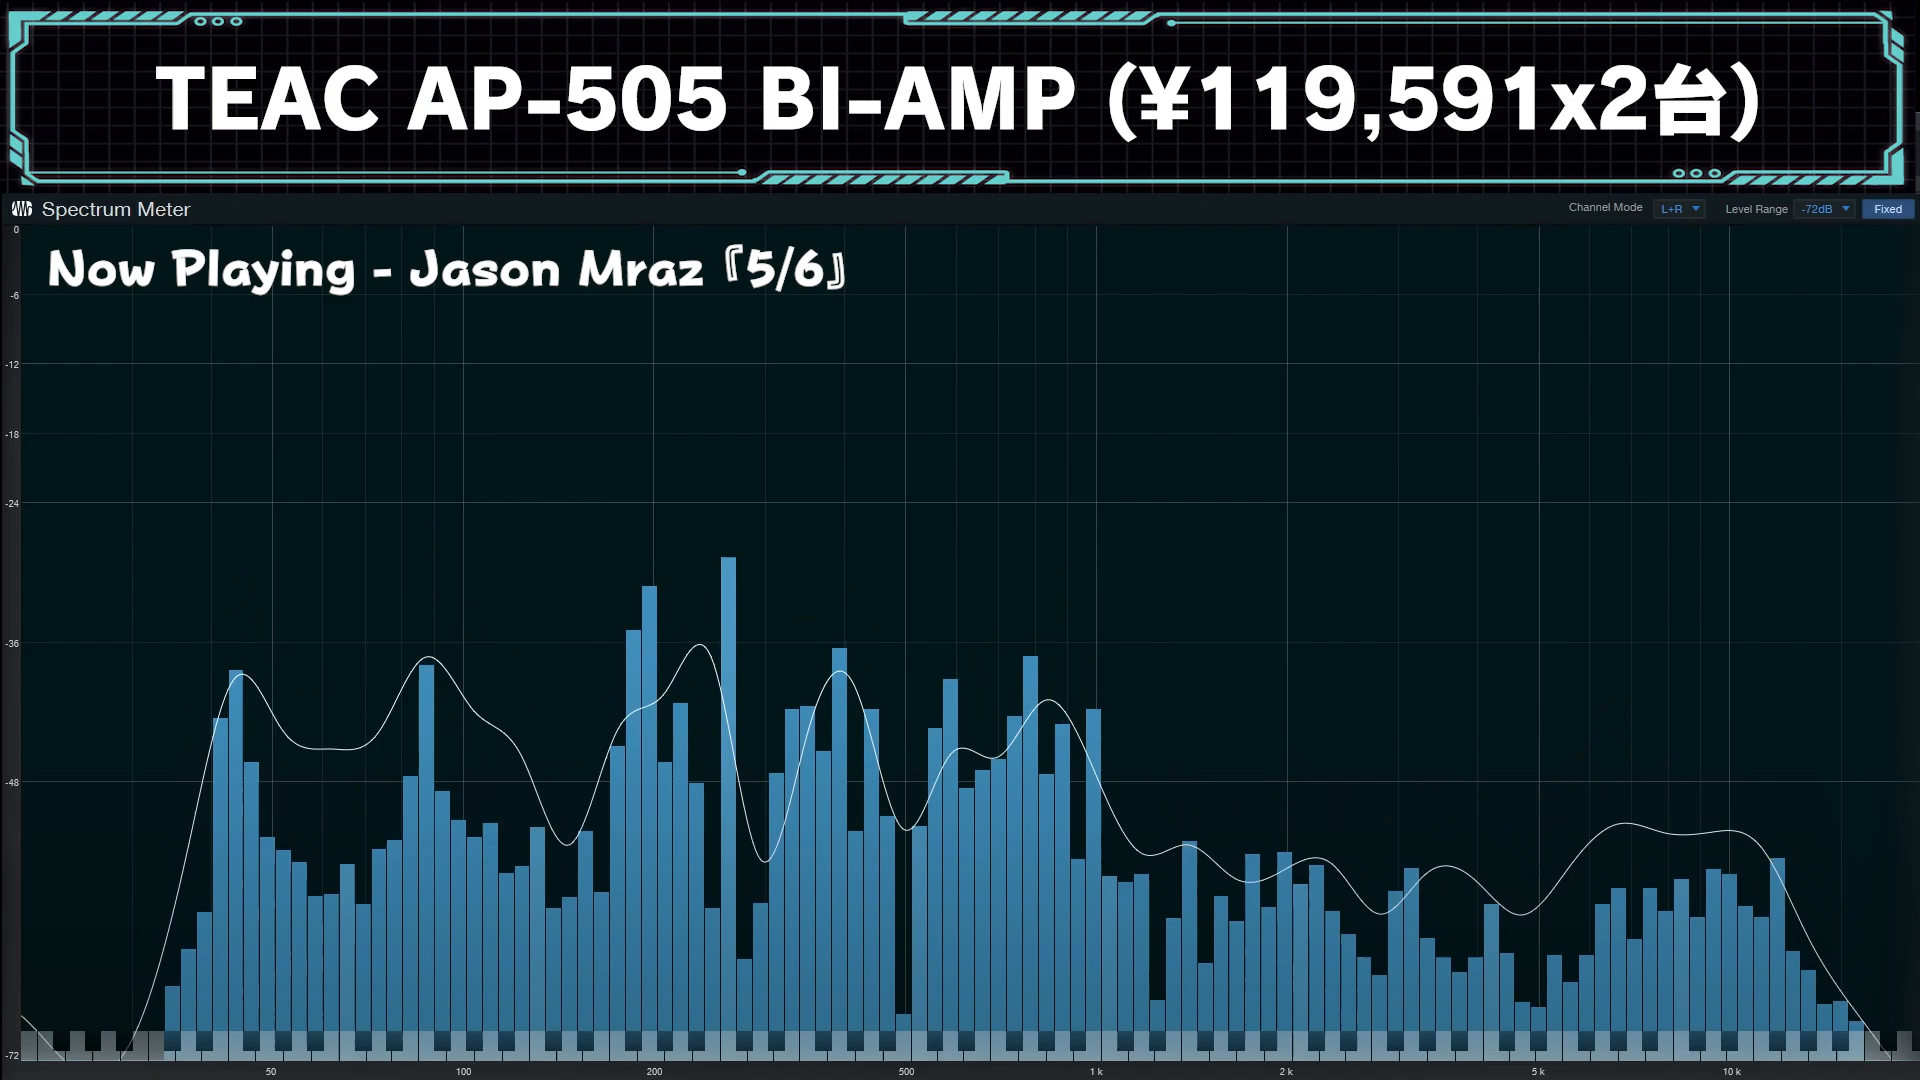 TEAC AP-505 BI-AMP (¥119,591x2台)
Spectrum Meter
Channel Mode L+R Level Range -72dB Fixed
Now Playing - Jason Mraz『5/6』
0
-6
-12
-18
-24
-36
-48
-72
50 100 200 500 1 k 2 k 5 k 10 k